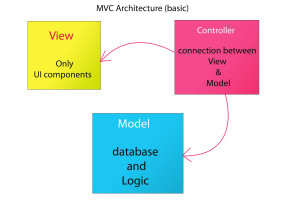 MVC Architecture (basic)
View
Only
UI components
Controller
connection between
View
&
Model
Model
database
and
Logic